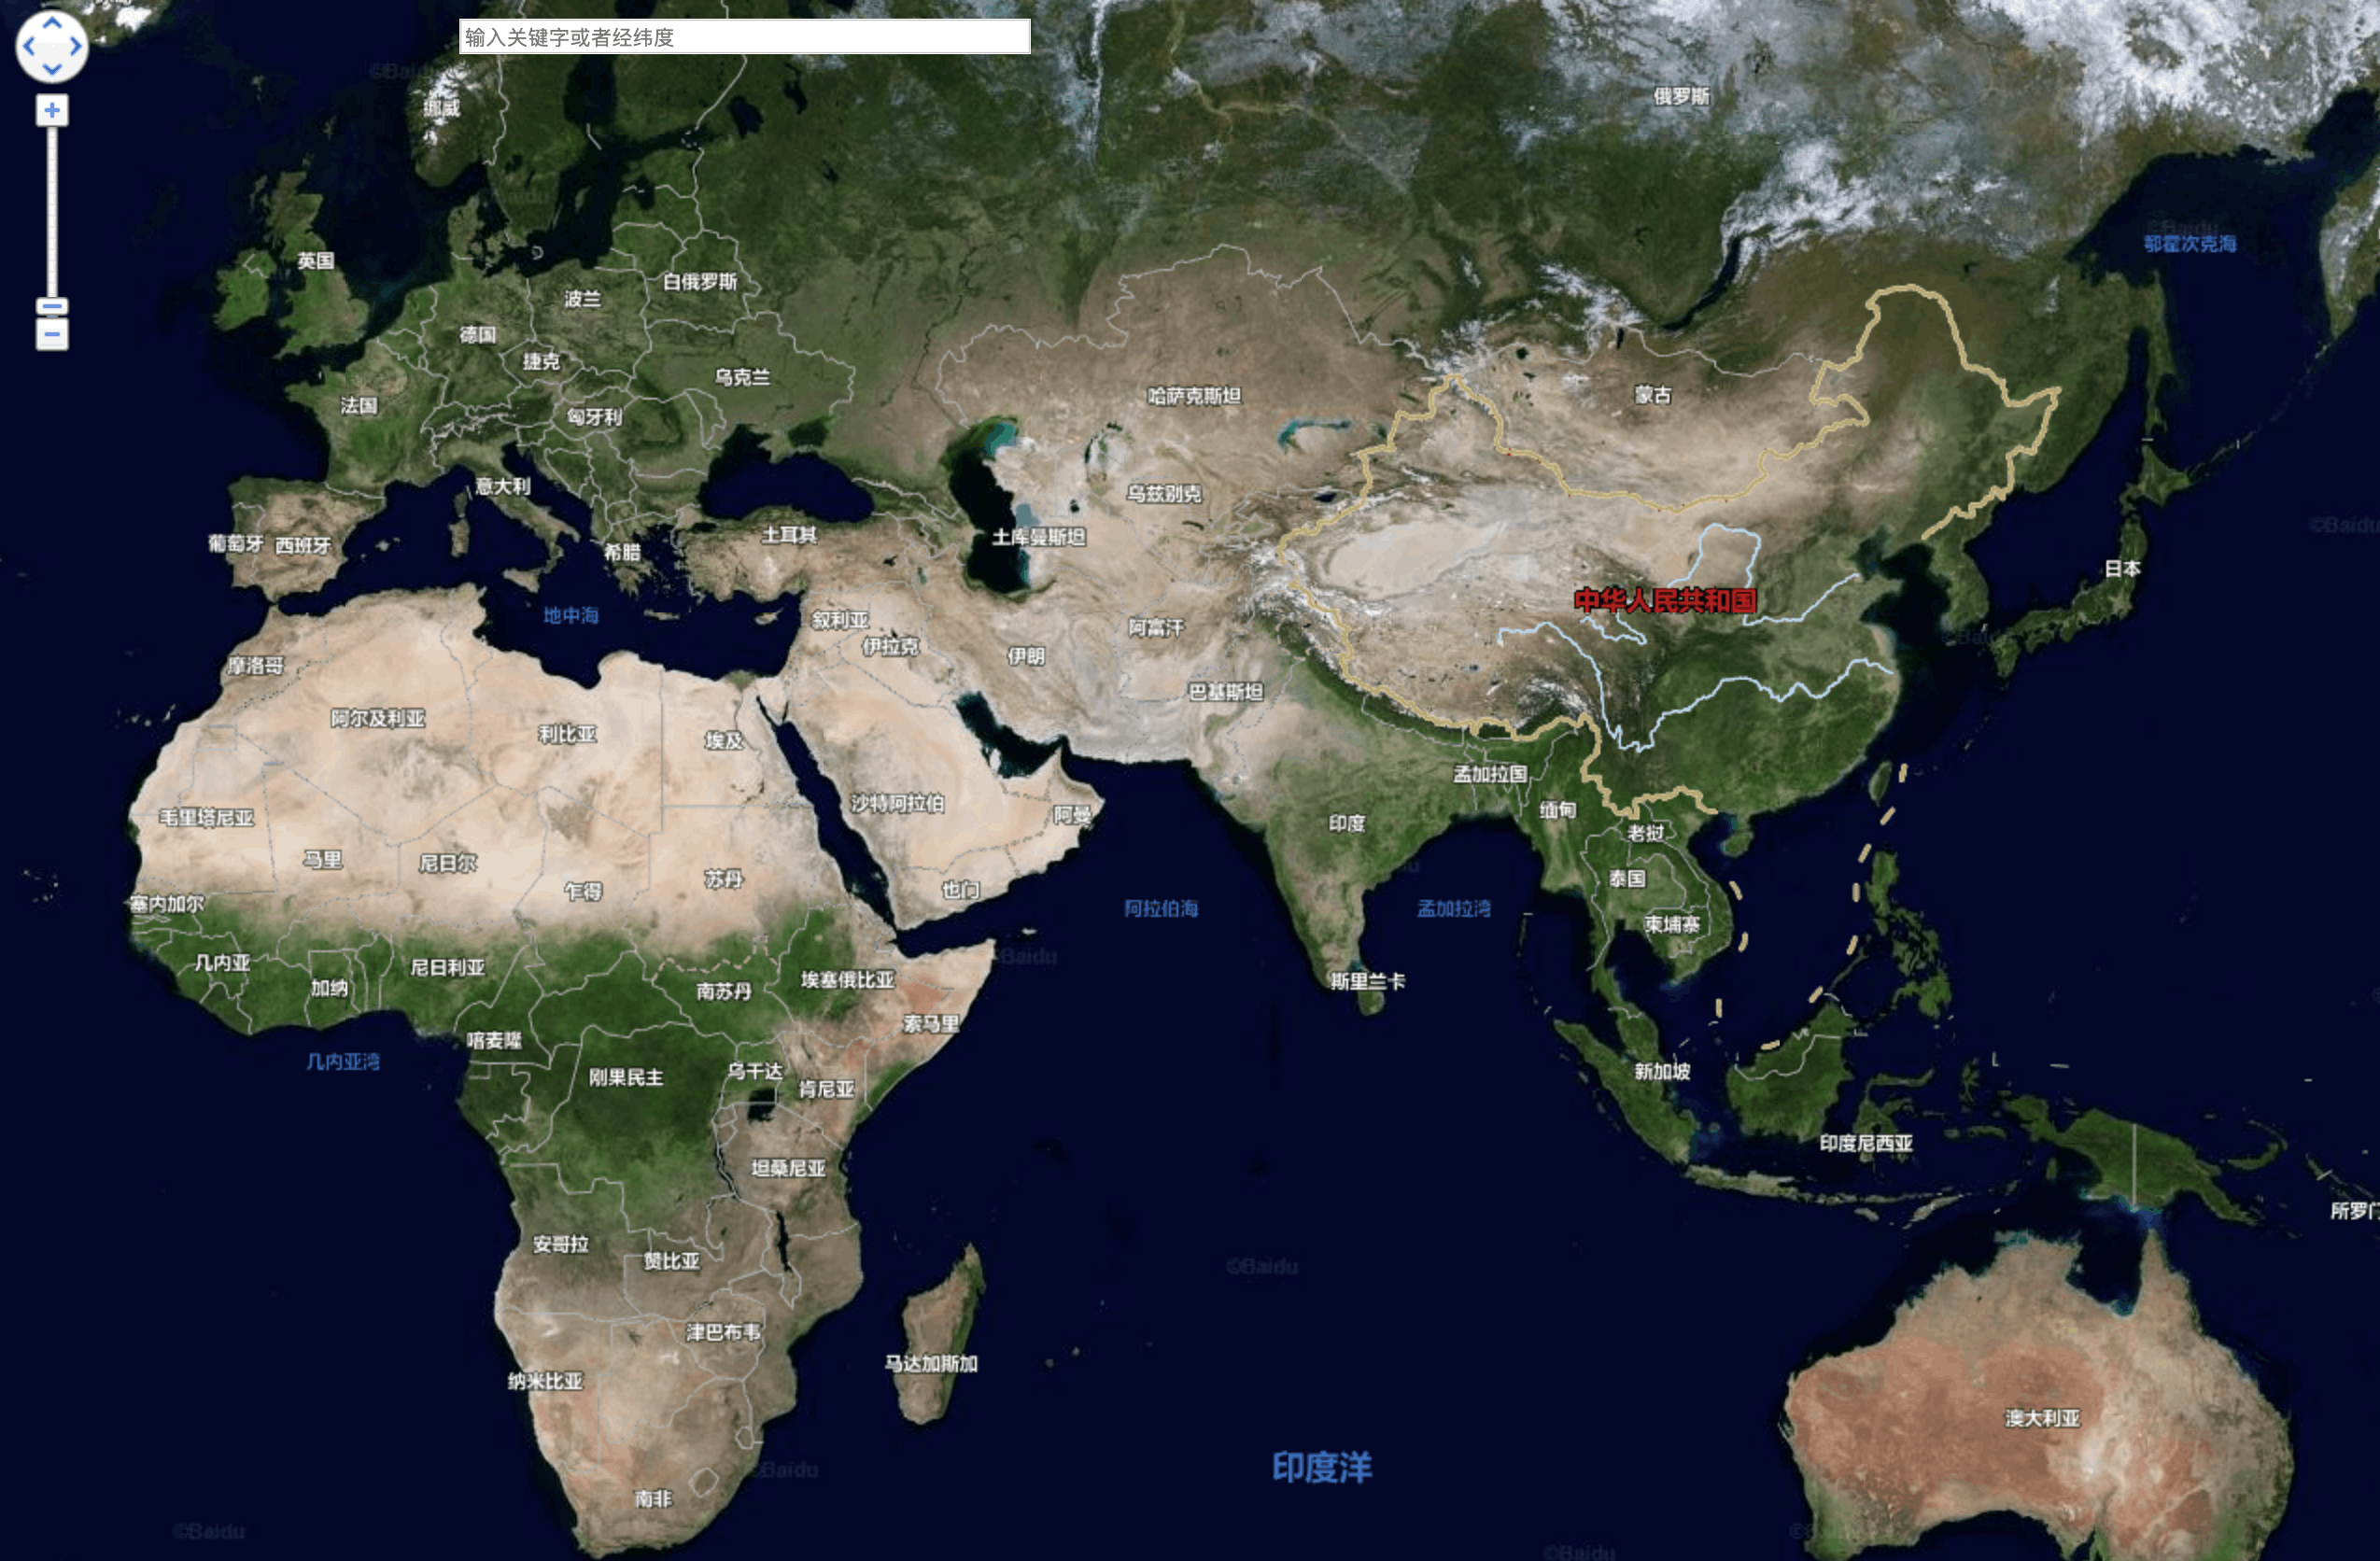 输入关键字或者经纬度
©Baidu
挪威
俄罗斯
鄂霍次克海
©Baidu
英国
白俄罗斯
波兰
德国
捷克
乌克兰
法国
匈牙利
哈萨克斯坦
蒙古
意大利
乌兹别克
©Baidu
葡萄牙
西班牙
希腊
土耳其
土库曼斯坦
日本
中华人民共和国
地中海
叙利亚
伊拉克
伊朗
阿富汗
摩洛哥
巴基斯坦
阿尔及利亚
利比亚
埃及
孟加拉国
沙特阿拉伯
阿曼
毛里塔尼亚
印度
缅甸
老挝
马里
尼日尔
乍得
苏丹
也门
泰国
塞内加尔
阿拉伯海
孟加拉湾
柬埔寨
©Baidu
几内亚
尼日利亚
加纳
南苏丹
埃塞俄比亚
斯里兰卡
索马里
喀麦隆
几内亚湾
刚果民主
乌干达
肯尼亚
新加坡
印度尼西亚
坦桑尼亚
所罗门
安哥拉
赞比亚
©Baidu
津巴布韦
马达加斯加
纳米比亚
澳大利亚
印度洋
©Baidu
南非
©Baidu
©Baidu